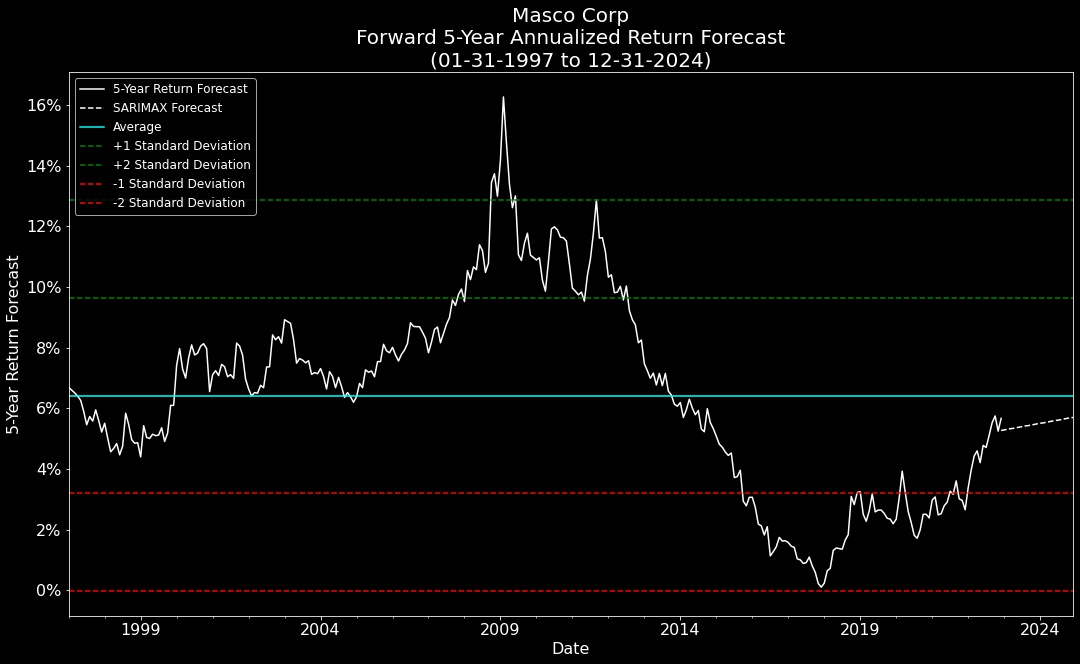 Masco Corp
Forward 5-Year Annualized Return Forecast
(01-31-1997 to 12-31-2024)
5-Year Return Forecast
SARIMAX Forecast
Average
+1 Standard Deviation
+2 Standard Deviation
-1 Standard Deviation
-2 Standard Deviation
5-Year Return Forecast
16%
14%
12%
10%
8%
6%
4%
2%
0%
1999
2004
2009
2014
2019
2024
Date